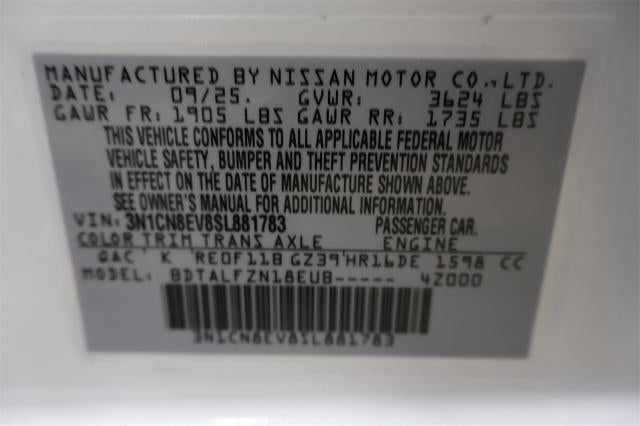 MANUFACTURED BY NISSAN MOTOR CO., LTD.
DATE: 09/25. GVWR: 3624 LBS
GAWR FR: 1905 LBS GAWR RR: 1735 LBS
THIS VEHICLE CONFORMS TO ALL APPLICABLE FEDERAL MOTOR
VEHICLE SAFETY, BUMPER AND THEFT PREVENTION STANDARDS
IN EFFECT ON THE DATE OF MANUFACTURE SHOWN ABOVE.
SEE OWNER'S MANUAL FOR ADDITIONAL INFORMATION.
VIN: 3N1CN8EV8SL881783 PASSENGER CAR.
COLOR TRIM TRANS AXLE ENGINE
QAC K RE0F11B GZ39 HR16DE 1598 CC
MODEL: BDTALFZN18EUB----- 4Z000
3N1CN8EV8SL881783